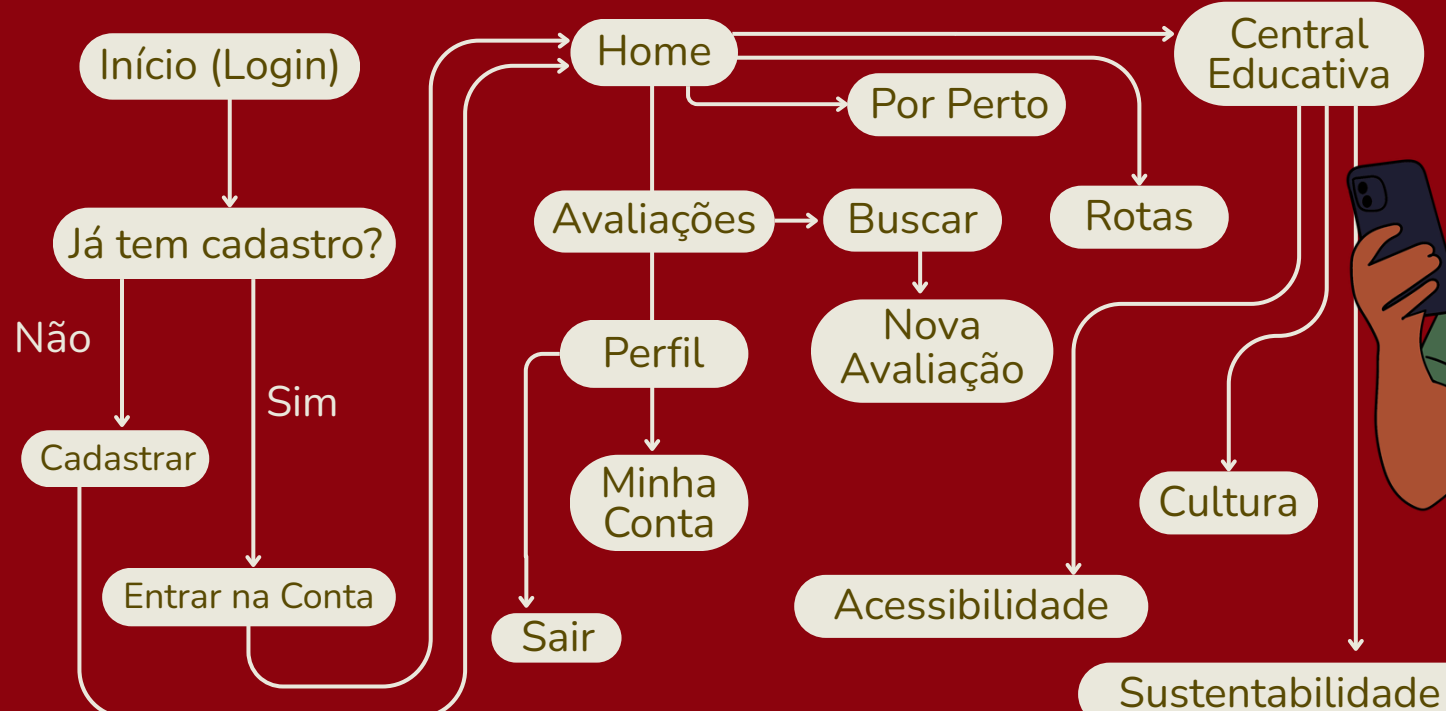 Início (Login)
Já tem cadastro?
Não
Sim
Cadastrar
Entrar na Conta
Home
Por Perto
Avaliações
Buscar
Nova
Avaliação
Perfil
Minha
Conta
Sair
Rotas
Central
Educativa
Acessibilidade
Cultura
Sustentabilidade